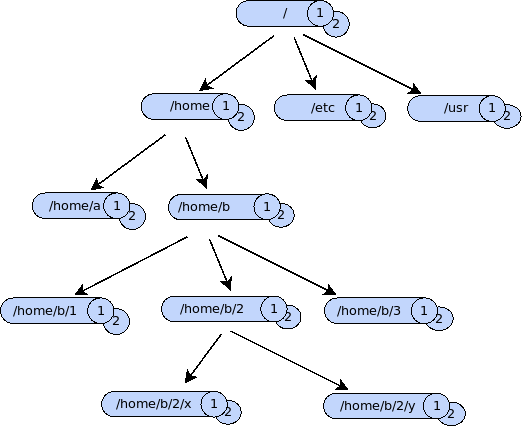 / 1 2
/home 1 2
/etc 1 2
/usr 1 2
/home/a 1 2
/home/b 1 2
/home/b/1 1 2
/home/b/2 1 2
/home/b/3 1 2
/home/b/2/x 1 2
/home/b/2/y 1 2